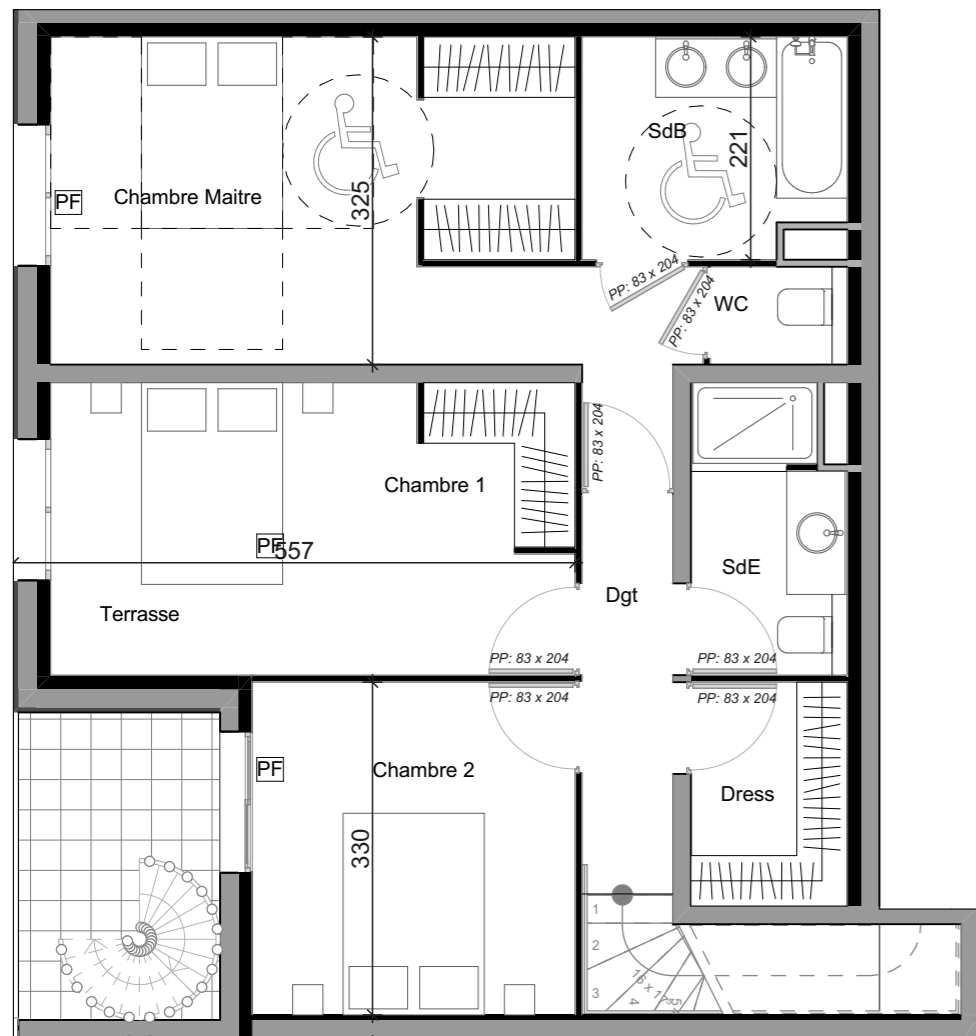 SdB
221
Chambre Maitre
325
PF
PP: 83 x 204
PP: 83 x 204
WC
PP: 83 x 204
Chambre 1
PF
557
SdE
Dgt
Terrasse
PP: 83 x 204
PP: 83 x 204
PP: 83 x 204
PP: 83 x 204
PF
Chambre 2
Dress
330
1
2
3
4
5